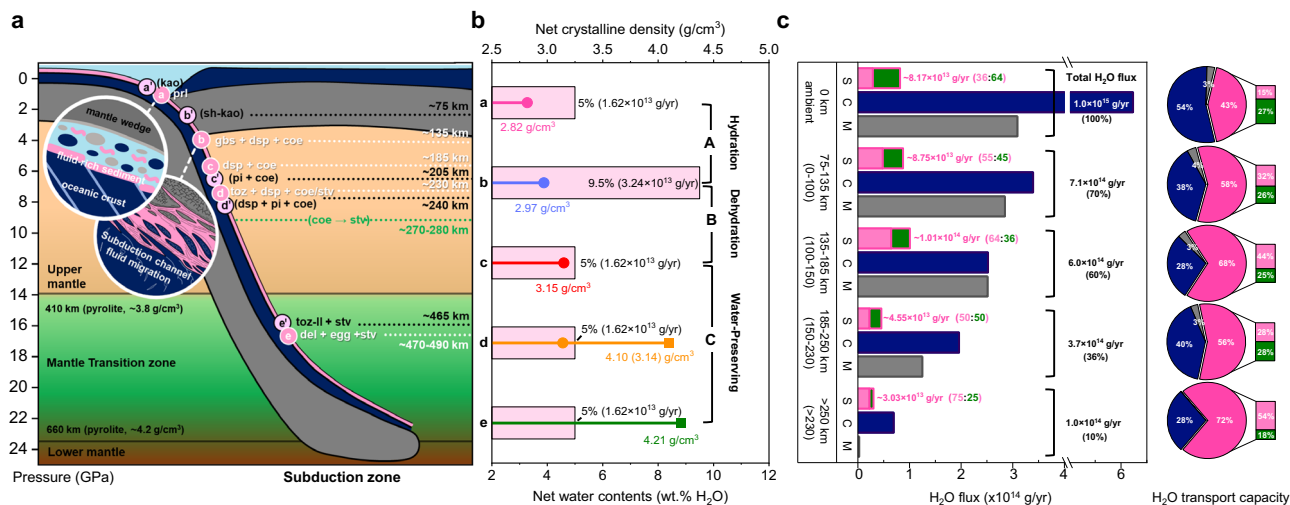 a
0
2
4
6
8
10
12
14
16
18
20
22
24
Pressure (GPa)
Subduction zone
mantle wedge
fluid-rich sediment
oceanic crust
Subduction channel
fluid migration
Upper
mantle
410 km (pyrolite, ~3.8 g/cm³)
Mantle Transition zone
660 km (pyrolite, ~4.2 g/cm³)
Lower mantle
a' (kao)
a prl
b' (sh-kao)
~75 km
~135 km
b gbs + dsp + coe
~185 km
c dsp + coe
~205 km
c' (pi + coe)
~230 km
d toz + dsp + coe/stv
~240 km
d' (dsp + pi + coe)
(coe → stv)
~270-280 km
e' toz-II + stv
~465 km
e del + egg +stv
~470-490 km
b
Net crystalline density
(g/cm³)
2.5 3.0 3.5 4.0 4.5 5.0
a
5% (1.62×10¹³ g/yr)
2.82 g/cm³
b
9.5% (3.24×10¹³ g/yr)
2.97 g/cm³
c
5% (1.62×10¹³ g/yr)
3.15 g/cm³
d
5% (1.62×10¹³ g/yr)
4.10 (3.14) g/cm³
e
5% (1.62×10¹³ g/yr)
4.21 g/cm³
A
Hydration
B
Dehydration
C
Water-Preserving
2 4 6 8 10 12
Net water contents (wt.% H₂O)
c
0 km
ambient
S
C
M
~8.17×10¹³ g/yr (36:64)
Total H₂O flux
1.0×10¹⁵ g/yr
(100%)
3%
54%
43%
15%
27%
75-135 km
(0-100)
S
C
M
~8.75×10¹³ g/yr (55:45)
7.1×10¹⁴ g/yr
(70%)
4%
38%
58%
32%
26%
135-185 km
(100-150)
S
C
M
~1.01×10¹⁴ g/yr (64:36)
6.0×10¹⁴ g/yr
(60%)
3%
28%
68%
44%
25%
185-250 km
(150-230)
S
C
M
~4.55×10¹³ g/yr (50:50)
3.7×10¹⁴ g/yr
(36%)
3%
40%
56%
28%
28%
>250 km
(>230)
S
C
M
~3.03×10¹³ g/yr (75:25)
1.0×10¹⁴ g/yr
(10%)
28%
72%
54%
18%
0 1 2 3 4 6
H₂O flux (x10¹⁴ g/yr)
H₂O transport capacity